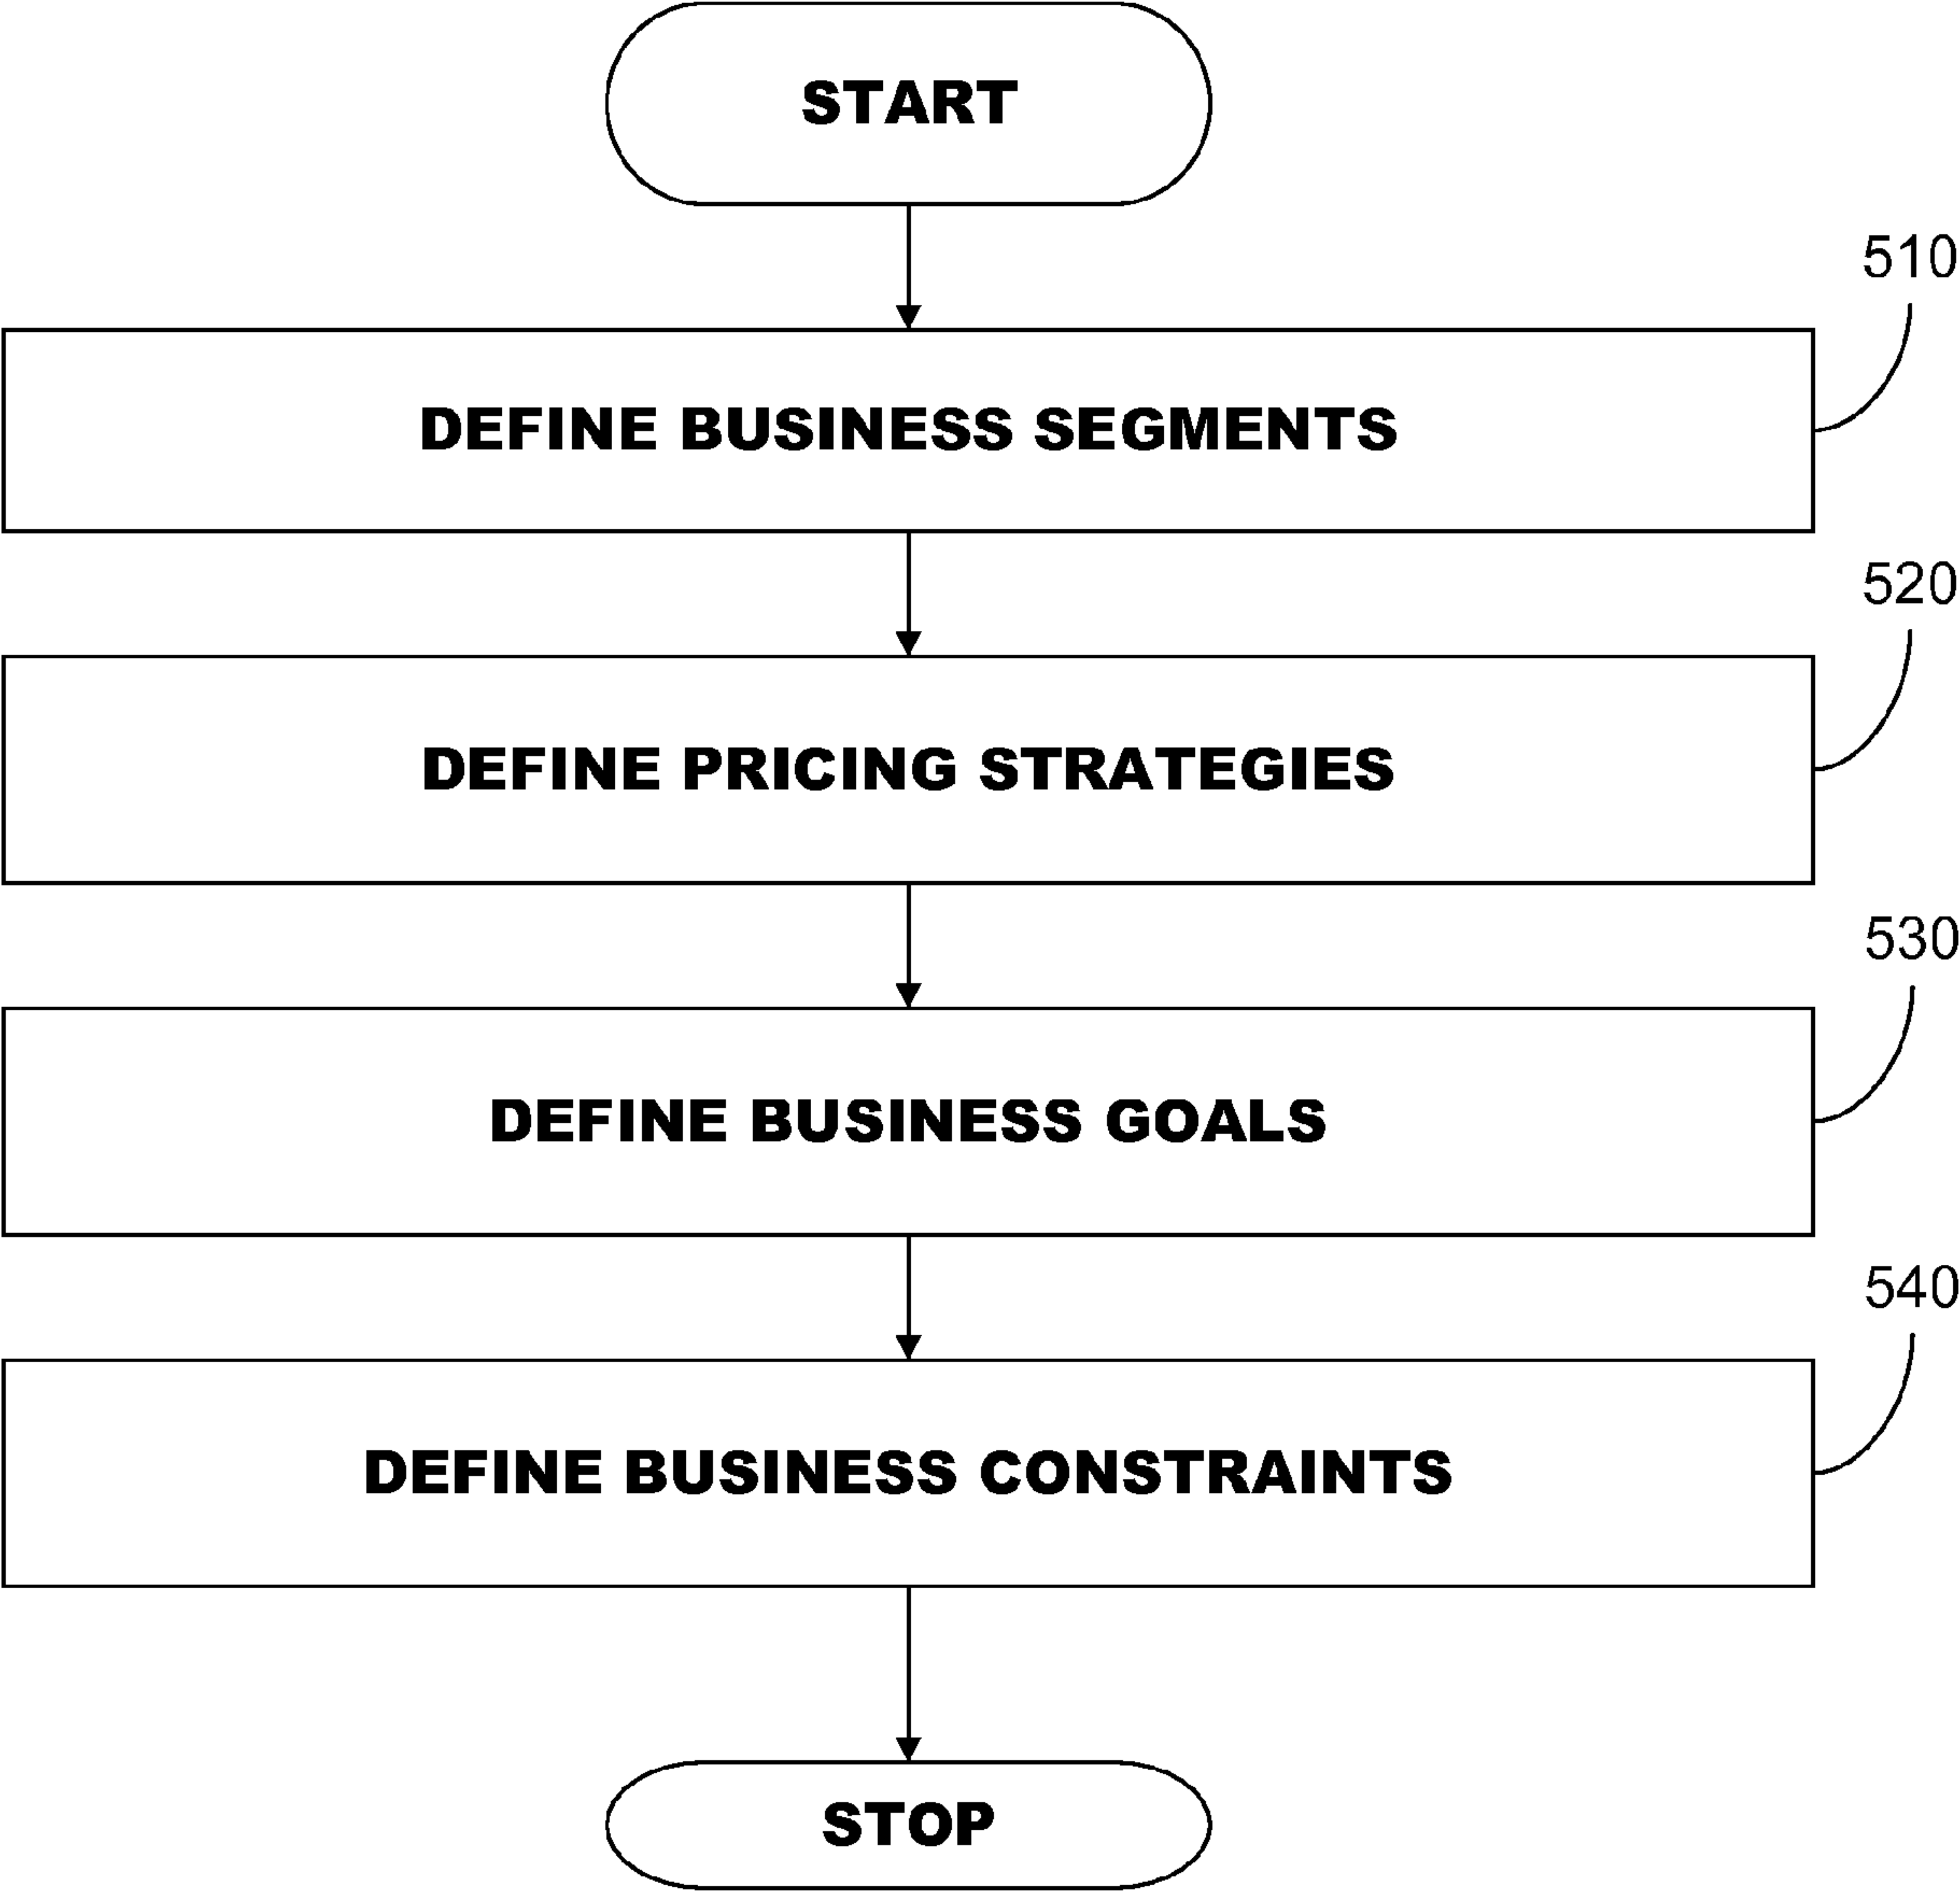 START
510
DEFINE BUSINESS SEGMENTS
520
DEFINE PRICING STRATEGIES
530
DEFINE BUSINESS GOALS
540
DEFINE BUSINESS CONSTRAINTS
STOP